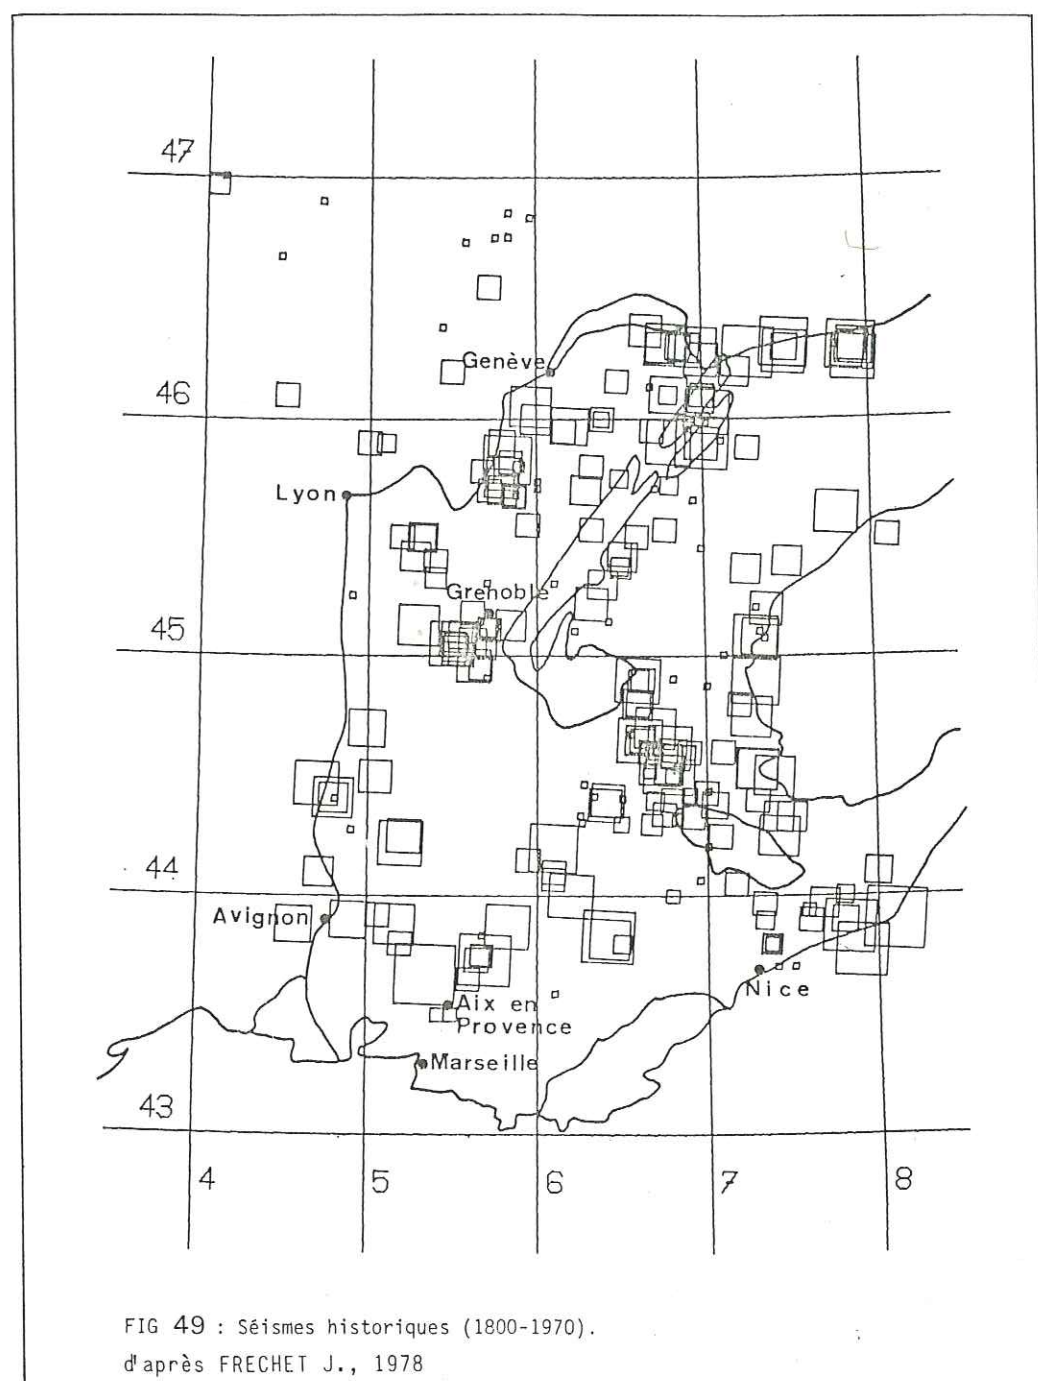 47
Genève
46
Lyon
Grenoble
45
44
Avignon
Nice
Aix en
Provence
Marseille
43
4
5
6
7
8
FIG 49 : Séismes historiques (1800-1970).
d'après FRECHET J., 1978